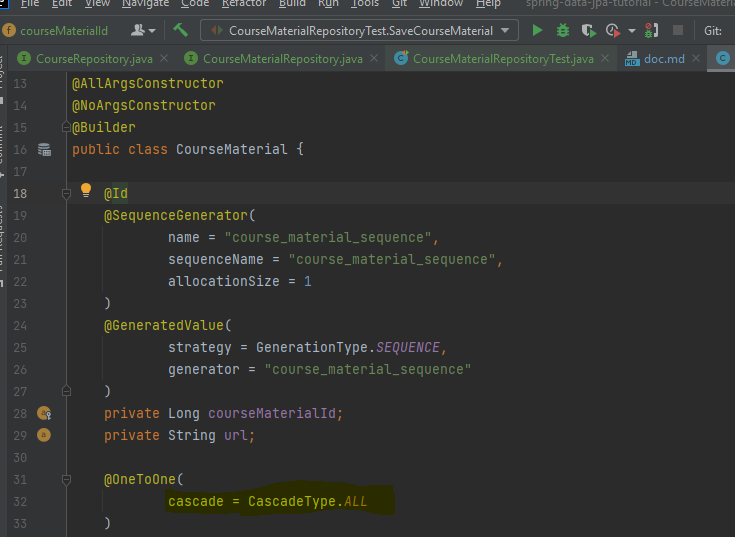 File Edit View Navigate Code Refactor Build Run Tools Git Window Help spring-data-jpa-tutorial - CourseMateri
courseMaterialId CourseMaterialRepositoryTest.SaveCourseMaterial Git:
CourseRepository.java CourseMaterialRepository.java CourseMaterialRepositoryTest.java doc.md
13 @AllArgsConstructor
14 @NoArgsConstructor
15 @Builder
16 public class CourseMaterial {
17
18 @Id
19 @SequenceGenerator(
20 name = "course_material_sequence",
21 sequenceName = "course_material_sequence",
22 allocationSize = 1
23 )
24 @GeneratedValue(
25 strategy = GenerationType.SEQUENCE,
26 generator = "course_material_sequence"
27 )
28 private Long courseMaterialId;
29 private String url;
30
31 @OneToOne(
32 cascade = CascadeType.ALL
33 )